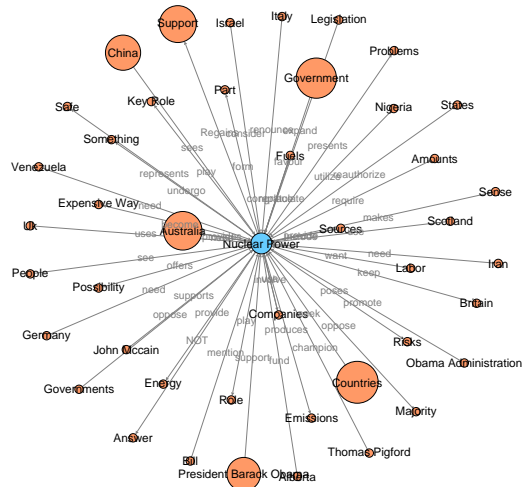 Support
Israel
Italy
Legislation
China
Problems
Government
Part
Key Role
Safe
Nigeria
States
Regains
consider
renounce
expand
Something
sees
presents
favour
Fuels
Amounts
Venezuela
form
represents
play
utilize
reauthorize
undergo
Sense
need
require
Expensive Way
makes
Uk
uses
Australia
Sources
Scotland
Nuclear Power
People
see
offers
want
need
Labor
Iran
Possibility
need
keep
supports
poses
promote
Britain
Germany
oppose
provide
Companies
seek
play
produces
oppose
John Mccain
NOT
Risks
mention
support
fund
champion
Obama Administration
Governments
Energy
Countries
Role
Emissions
Majority
Answer
Bill
Thomas Pigford
President Barack Obama
Alberta